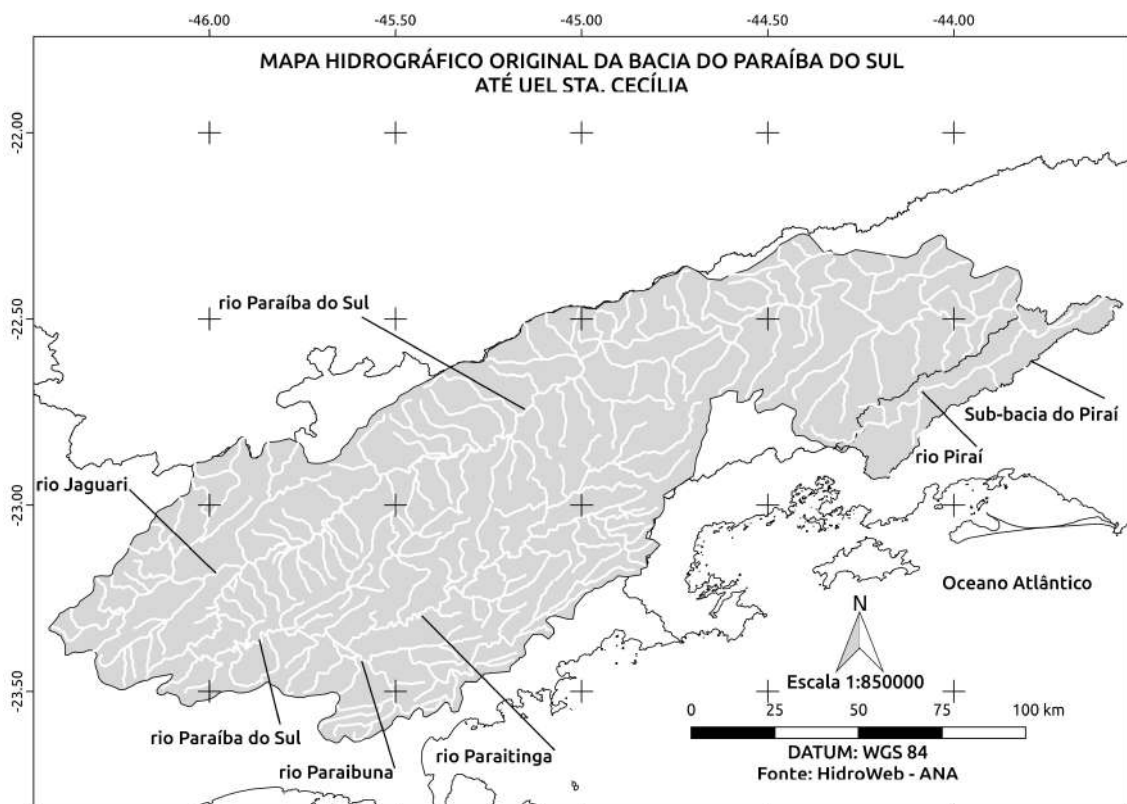 -46.00 -45.50 -45.00 -44.50 -44.00
MAPA HIDROGRÁFICO ORIGINAL DA BACIA DO PARAÍBA DO SUL
ATÉ UEL STA. CECÍLIA
-22.00
rio Paraíba do Sul
-22.50
Sub-bacia do Piraí
rio Piraí
rio Jaguari
-23.00
Oceano Atlântico
N
Escala 1:850000
-23.50
0 25 50 75 100 km
rio Paraíba do Sul
rio Paraitinga
rio Paraibuna
DATUM: WGS 84
Fonte: HidroWeb - ANA